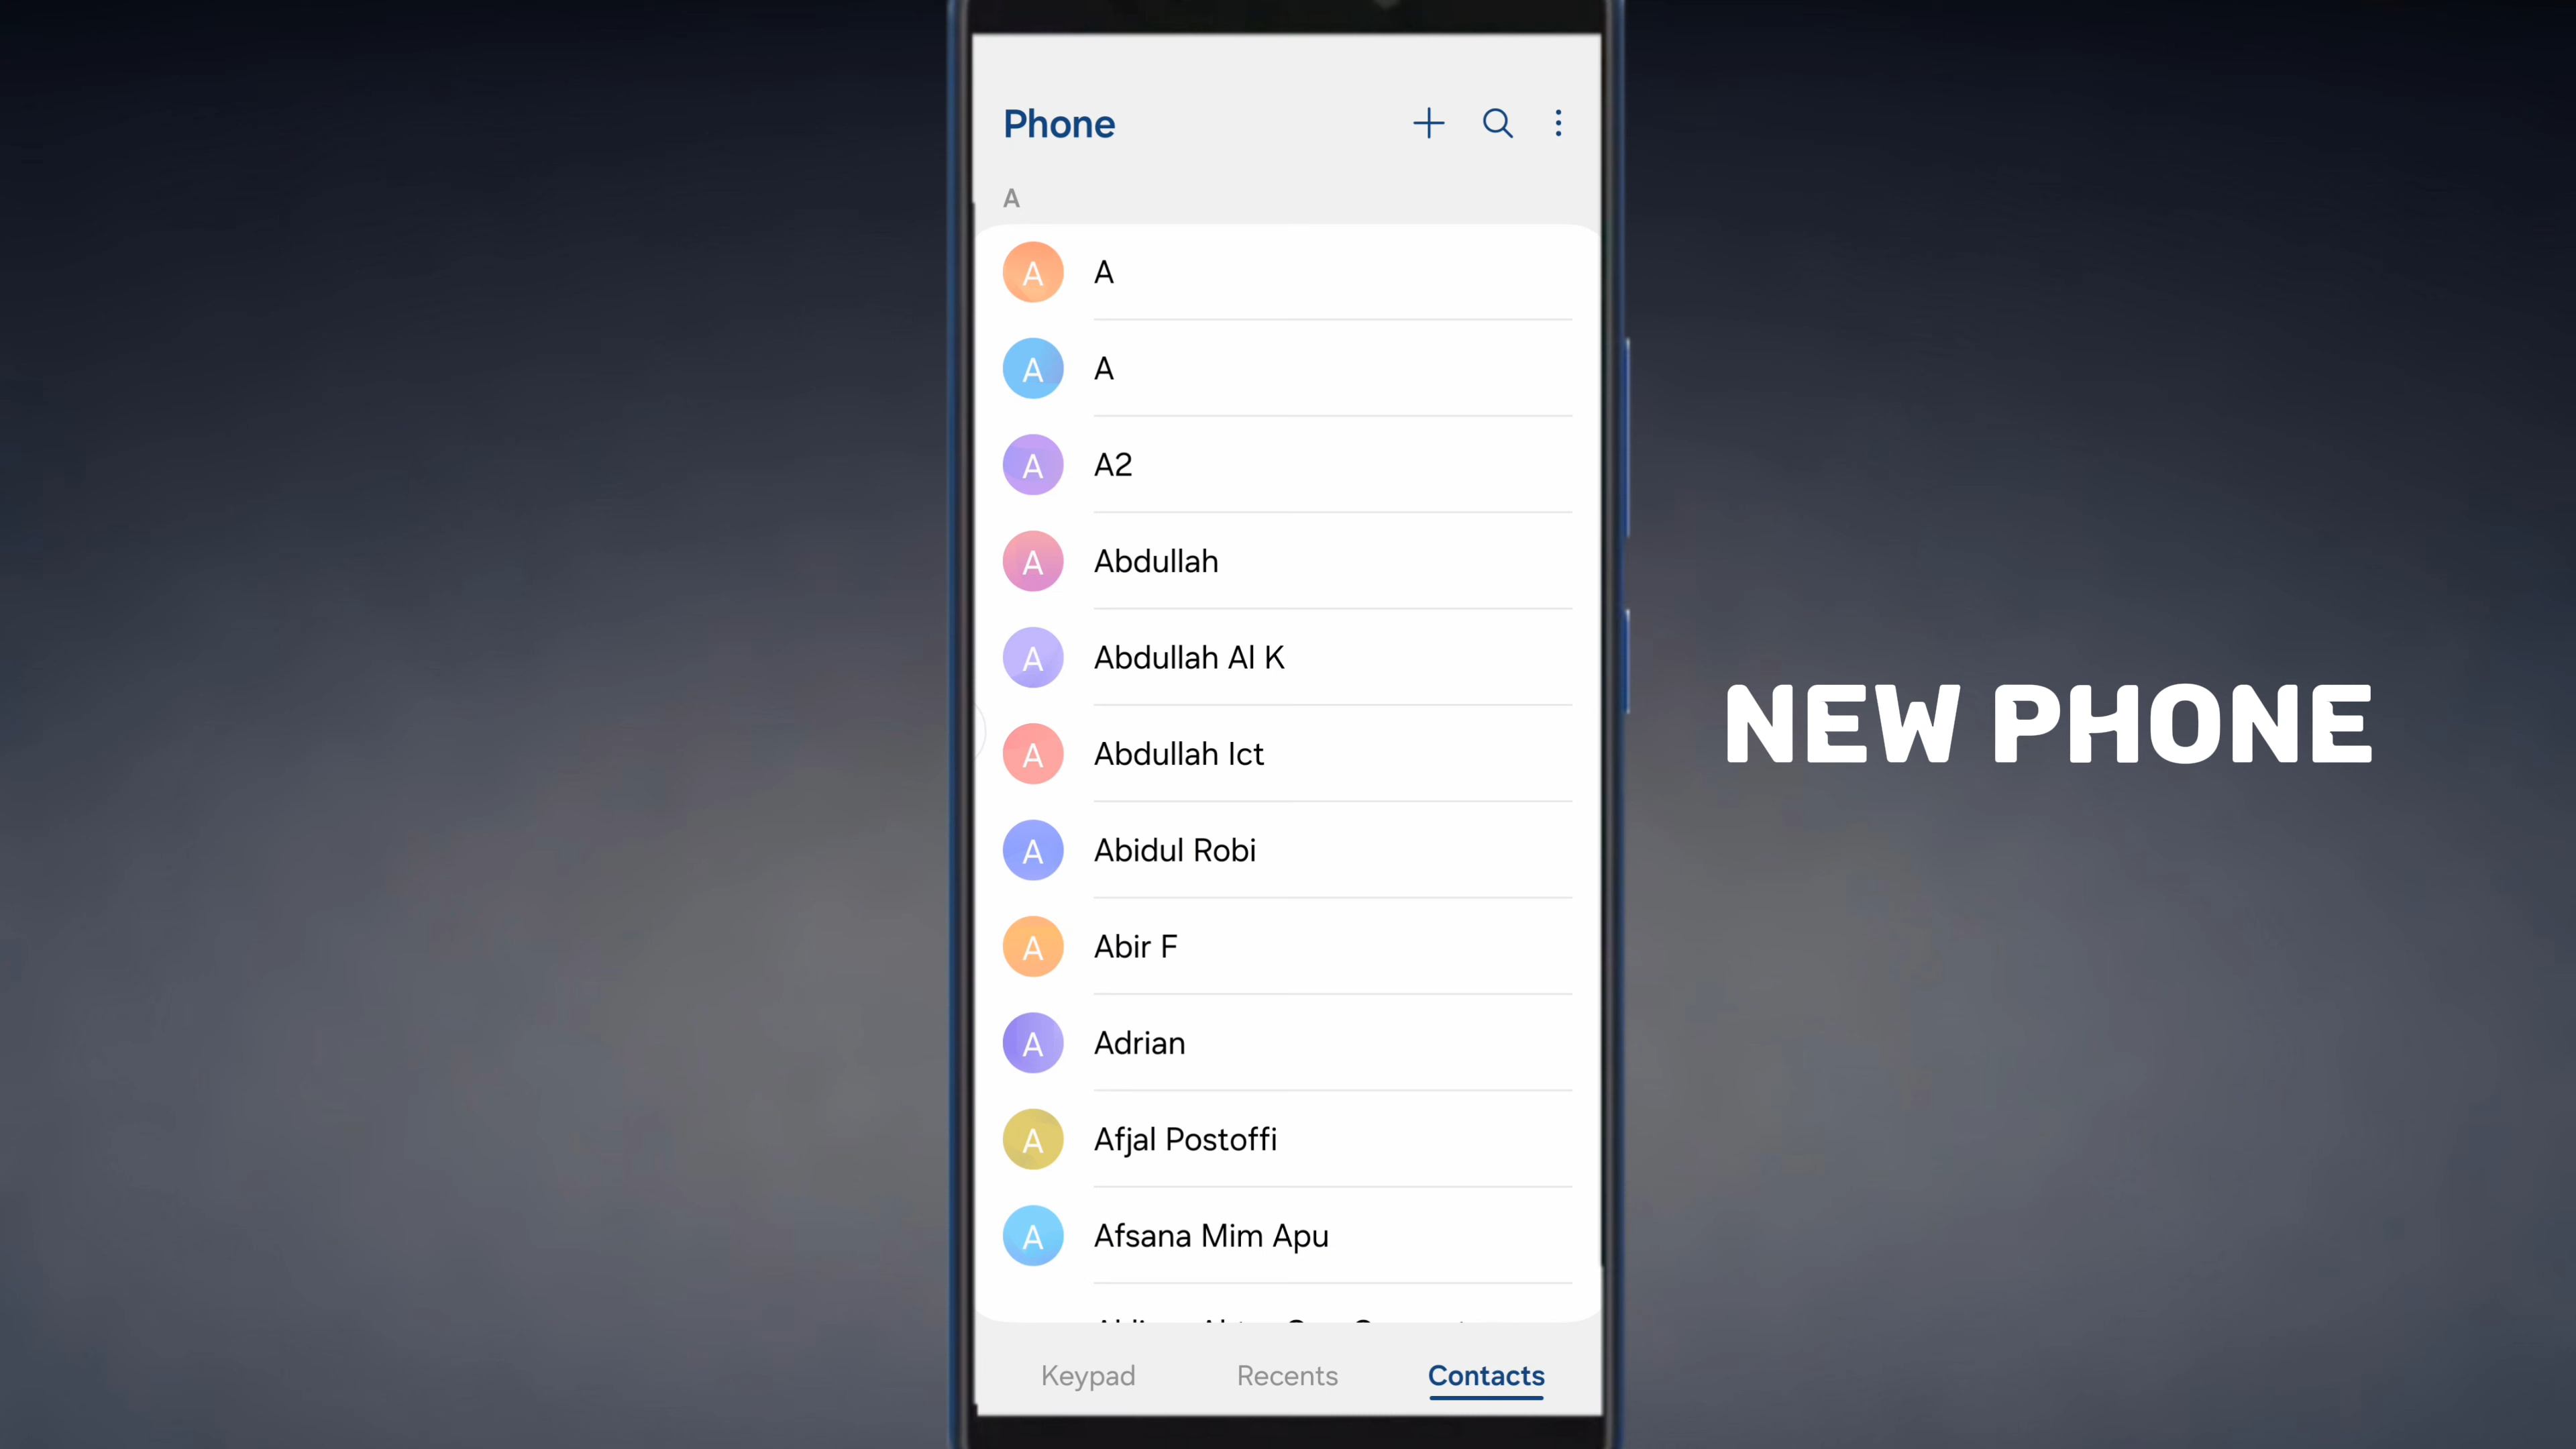 Phone
A
A A
A A
A A2
A Abdullah
A Abdullah Al K
A Abdullah Ict
A Abidul Robi
A Abir F
A Adrian
A Afjal Postoffi
A Afsana Mim Apu
Keypad Recents Contacts
NEW PHONE